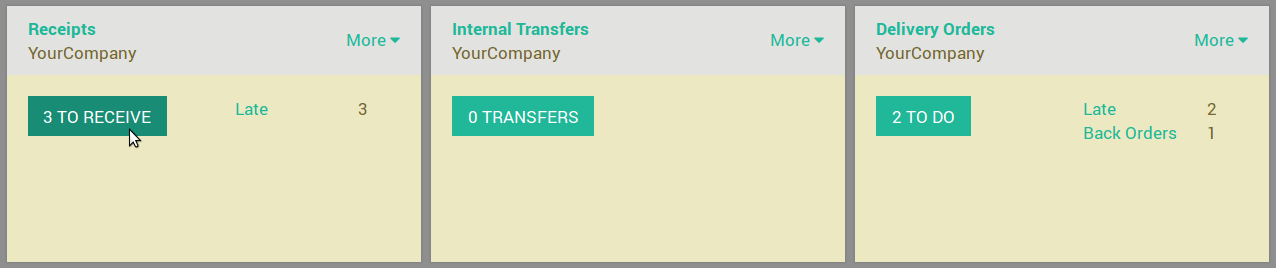 Receipts
YourCompany
More
3 TO RECEIVE
Late 3
Internal Transfers
YourCompany
More
0 TRANSFERS
Delivery Orders
YourCompany
More
2 TO DO
Late 2
Back Orders 1